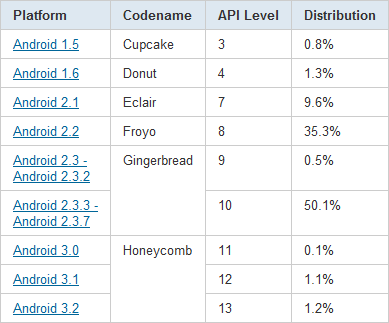 Platform Codename API Level Distribution
Android 1.5 Cupcake 3 0.8%
Android 1.6 Donut 4 1.3%
Android 2.1 Eclair 7 9.6%
Android 2.2 Froyo 8 35.3%
Android 2.3 - Gingerbread 9 0.5%
Android 2.3.2
Android 2.3.3 - 10 50.1%
Android 2.3.7
Android 3.0 Honeycomb 11 0.1%
Android 3.1 12 1.1%
Android 3.2 13 1.2%